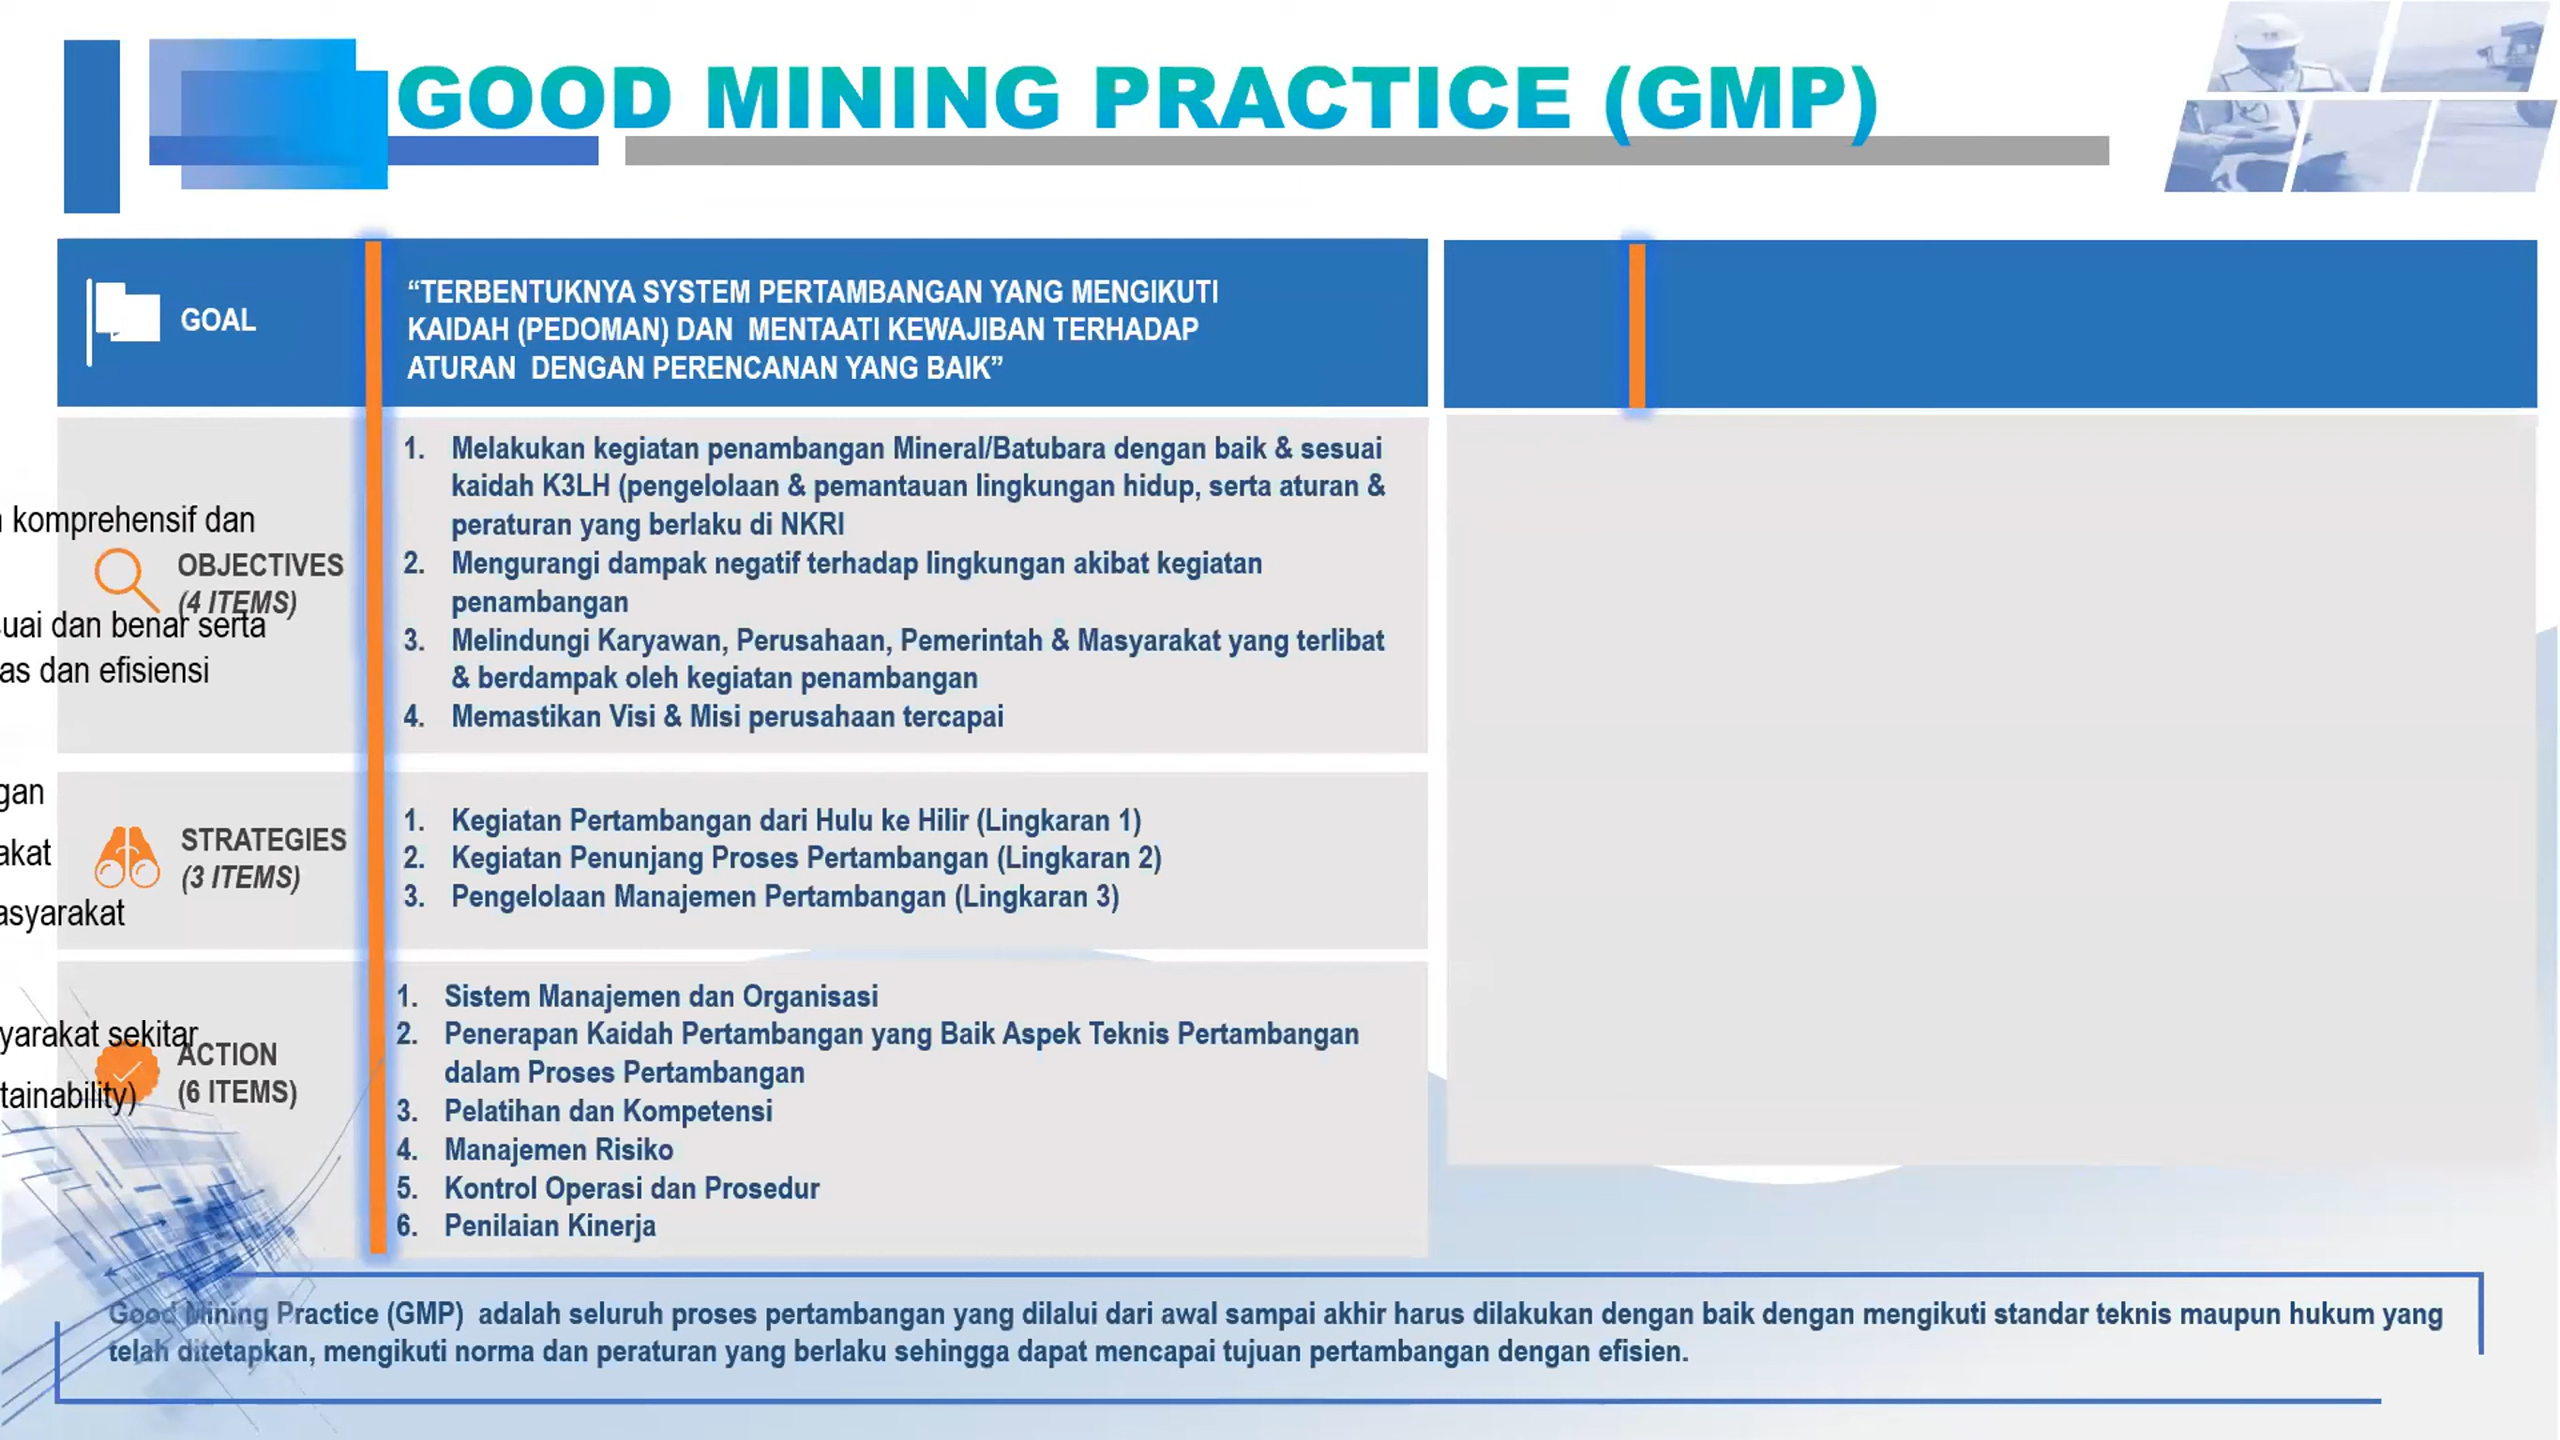 GOOD MINING PRACTICE (GMP)
GOAL
“TERBENTUKNYA SYSTEM PERTAMBANGAN YANG MENGIKUTI
KAIDAH (PEDOMAN) DAN MENTAATI KEWAJIBAN TERHADAP
ATURAN DENGAN PERENCANAN YANG BAIK”
komprehensif dan
dan benar serta
dan efisiensi
OBJECTIVES
(4 ITEMS)
1. Melakukan kegiatan penambangan Mineral/Batubara dengan baik & sesuai
kaidah K3LH (pengelolaan & pemantauan lingkungan hidup, serta aturan &
peraturan yang berlaku di NKRI
2. Mengurangi dampak negatif terhadap lingkungan akibat kegiatan
penambangan
3. Melindungi Karyawan, Perusahaan, Pemerintah & Masyarakat yang terlibat
& berdampak oleh kegiatan penambangan
4. Memastikan Visi & Misi perusahaan tercapai
STRATEGIES
(3 ITEMS)
1. Kegiatan Pertambangan dari Hulu ke Hilir (Lingkaran 1)
2. Kegiatan Penunjang Proses Pertambangan (Lingkaran 2)
3. Pengelolaan Manajemen Pertambangan (Lingkaran 3)
sekitar
ACTION
(6 ITEMS)
1. Sistem Manajemen dan Organisasi
2. Penerapan Kaidah Pertambangan yang Baik Aspek Teknis Pertambangan
dalam Proses Pertambangan
3. Pelatihan dan Kompetensi
4. Manajemen Risiko
5. Kontrol Operasi dan Prosedur
6. Penilaian Kinerja
Good Mining Practice (GMP) adalah seluruh proses pertambangan yang dilalui dari awal sampai akhir harus dilakukan dengan baik dengan mengikuti standar teknis maupun hukum yang
telah ditetapkan, mengikuti norma dan peraturan yang berlaku sehingga dapat mencapai tujuan pertambangan dengan efisien.